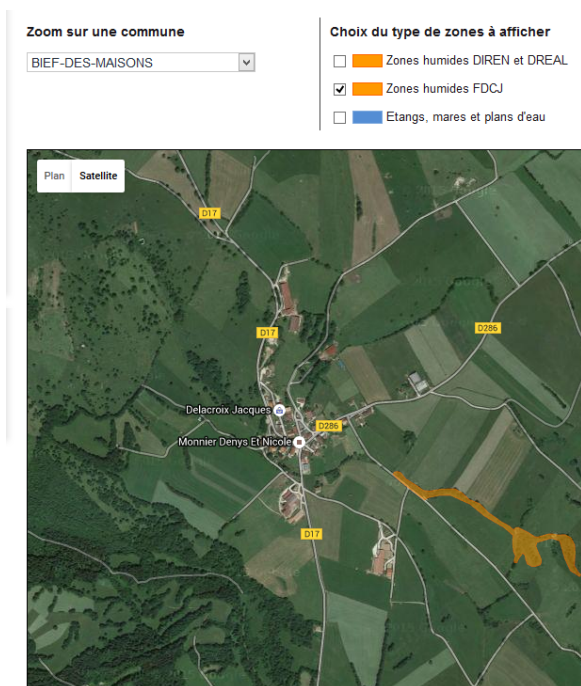 Zoom sur une commune
BIEF-DES-MAISONS
Choix du type de zones à afficher
Zones humides DIREN et DREAL
Zones humides FDCJ
Etangs, mares et plans d'eau
Plan
Satellite
D17
D286
D17
Delacroix Jacques
D286
Monnier Denys Et Nicole
D17